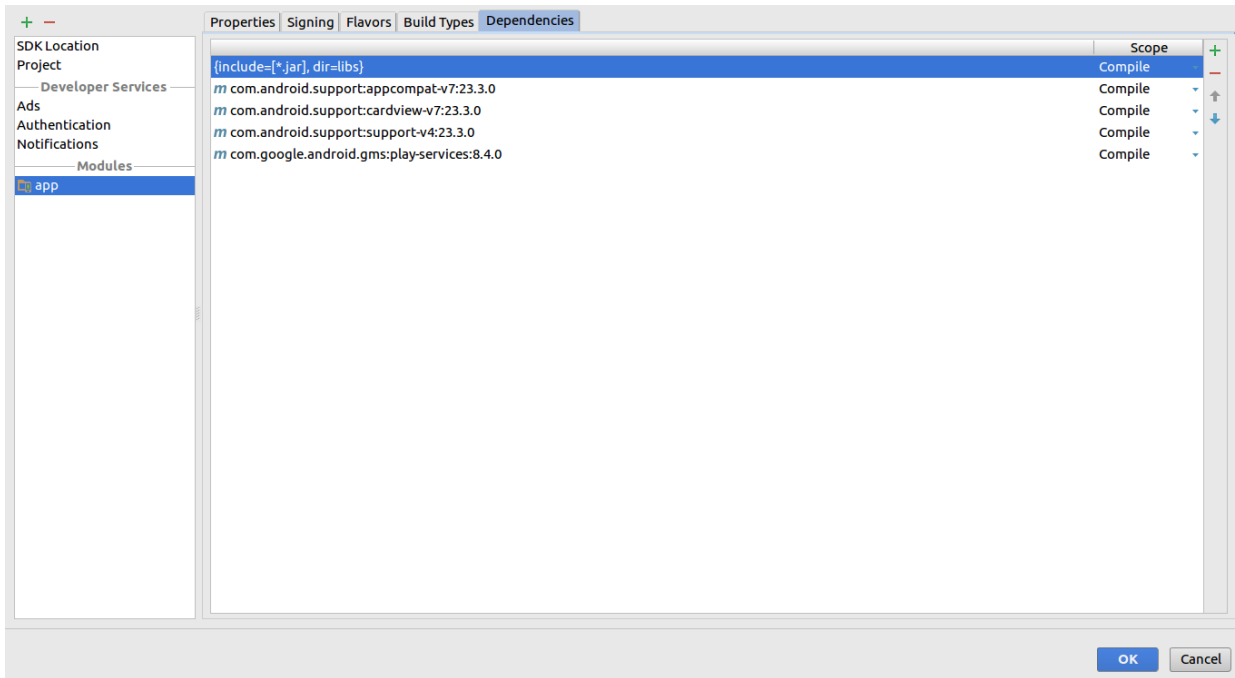 Properties Signing Flavors Build Types Dependencies
SDK Location
Project
Developer Services
Ads
Authentication
Notifications
Modules
app
Scope
{include=[*.jar], dir=libs} Compile
m com.android.support:appcompat-v7:23.3.0 Compile
m com.android.support:cardview-v7:23.3.0 Compile
m com.android.support:support-v4:23.3.0 Compile
m com.google.android.gms:play-services:8.4.0 Compile
OK Cancel